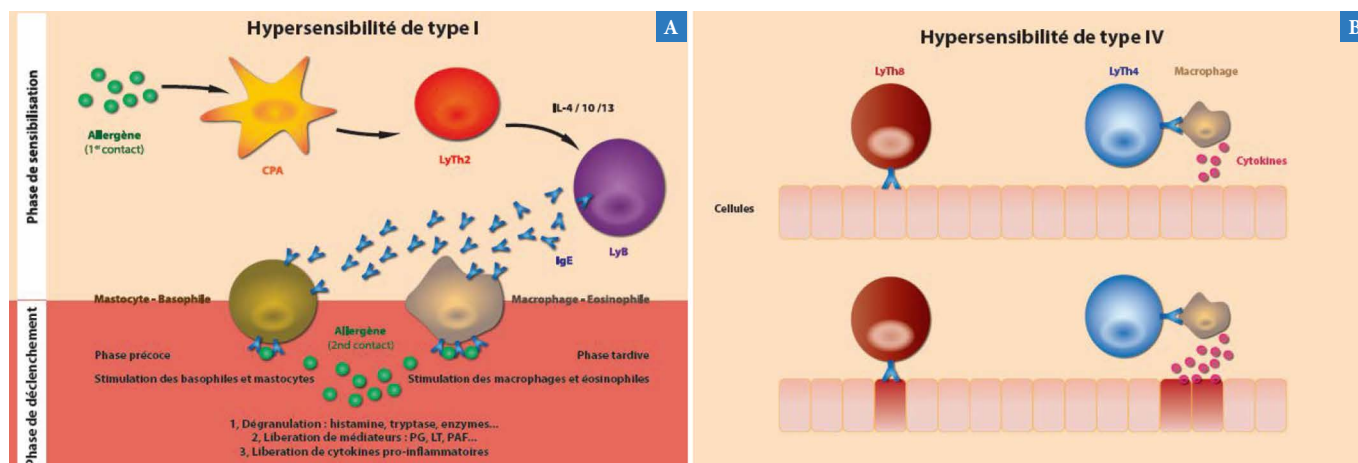 Hypersensibilité de type I
A
Phase de sensibilisation
Allergène
(1er contact)
CPA
LyTh2
IL-4 / 10 /13
LyB
IgE
Mastocyte - Basophile
Macrophage - Eosinophile
Phase de déclenchement
Allergène
(2nd contact)
Phase précoce
Phase tardive
Stimulation des basophiles et mastocytes
Stimulation des macrophages et éosinophiles
1, Dégranulation : histamine, tryptase, enzymes...
2, Liberation de médiateurs : PG, LT, PAF...
3, Liberation de cytokines pro-inflammatoires
Hypersensibilité de type IV
B
LyTh8
LyTh4
Macrophage
Cytokines
Cellules